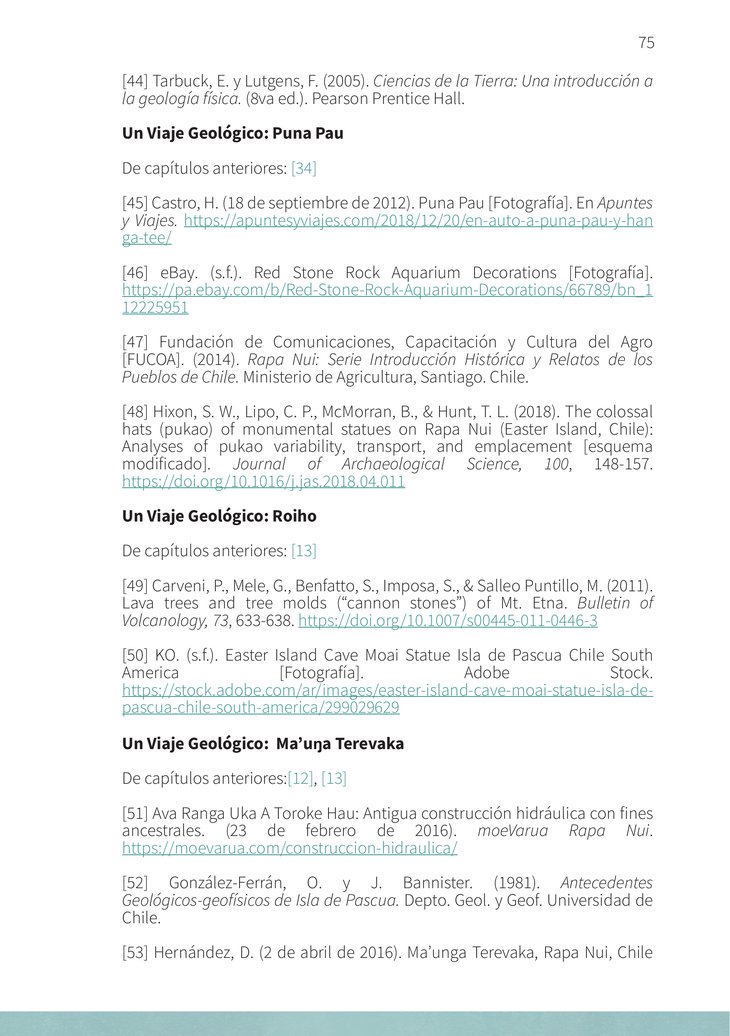 75
[44] Tarbuck, E. y Lutgens, F. (2005). Ciencias de la Tierra: Una introducción a
la geología física. (8va ed.). Pearson Prentice Hall.
Un Viaje Geológico: Puna Pau
De capítulos anteriores: [34]
[45] Castro, H. (18 de septiembre de 2012). Puna Pau [Fotografía]. En Apuntes
y Viajes. https://apuntesyviajes.com/2018/12/20/en-auto-a-puna-pau-y-han
ga-tee/
[46] eBay. (s.f.). Red Stone Rock Aquarium Decorations [Fotografía].
https://pa.ebay.com/b/Red-Stone-Rock-Aquarium-Decorations/66789/bn_1
12225951
[47] Fundación de Comunicaciones, Capacitación y Cultura del Agro
[FUCOA]. (2014). Rapa Nui: Serie Introducción Histórica y Relatos de los
Pueblos de Chile. Ministerio de Agricultura, Santiago. Chile.
[48] Hixon, S. W., Lipo, C. P., McMorran, B., & Hunt, T. L. (2018). The colossal
hats (pukao) of monumental statues on Rapa Nui (Easter Island, Chile):
Analyses of pukao variability, transport, and emplacement [esquema
modificado]. Journal of Archaeological Science, 100, 148-157.
https://doi.org/10.1016/j.jas.2018.04.011
Un Viaje Geológico: Roiho
De capítulos anteriores: [13]
[49] Carveni, P., Mele, G., Benfatto, S., Imposa, S., & Salleo Puntillo, M. (2011).
Lava trees and tree molds (“cannon stones”) of Mt. Etna. Bulletin of
Volcanology, 73, 633-638. https://doi.org/10.1007/s00445-011-0446-3
[50] KO. (s.f.). Easter Island Cave Moai Statue Isla de Pascua Chile South
America [Fotografía]. Adobe Stock.
https://stock.adobe.com/ar/images/easter-island-cave-moai-statue-isla-de-
pascua-chile-south-america/299029629
Un Viaje Geológico:  Ma’uŋa Terevaka
De capítulos anteriores:[12], [13]
[51] Ava Ranga Uka A Toroke Hau: Antigua construcción hidráulica con fines
ancestrales. (23 de febrero de 2016). moeVarua Rapa Nui.
https://moevarua.com/construccion-hidraulica/
[52] González-Ferrán, O. y J. Bannister. (1981). Antecedentes
Geológicos-geofísicos de Isla de Pascua. Depto. Geol. y Geof. Universidad de
Chile.
[53] Hernández, D. (2 de abril de 2016). Ma’unga Terevaka, Rapa Nui, Chile